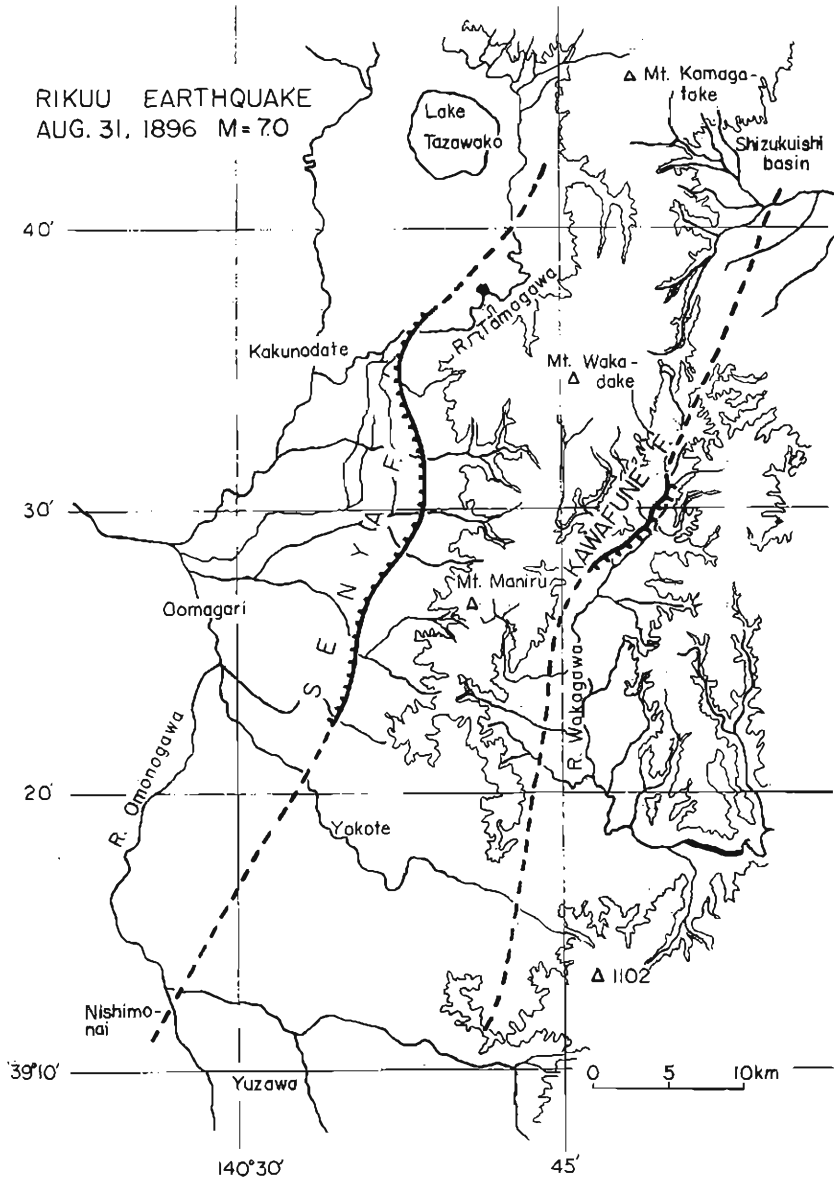 RIKUU EARTHQUAKE
AUG. 31, 1896 M=7.0
Lake
Tazawako
Mt. Kamaga-
take
Shizukuishi
basin
40'
R. Tamagawa
Kakunodate
Mt. Waka-
dake
30'
SENYA F.
KAWAFUNE F.
Mt. Maniru
Oomagari
R. Omonogawa
R. Wakagawa
20'
Yokote
1102
Nishimo-
nai
39°10'
Yuzawa
0 5 10km
140°30'
45'